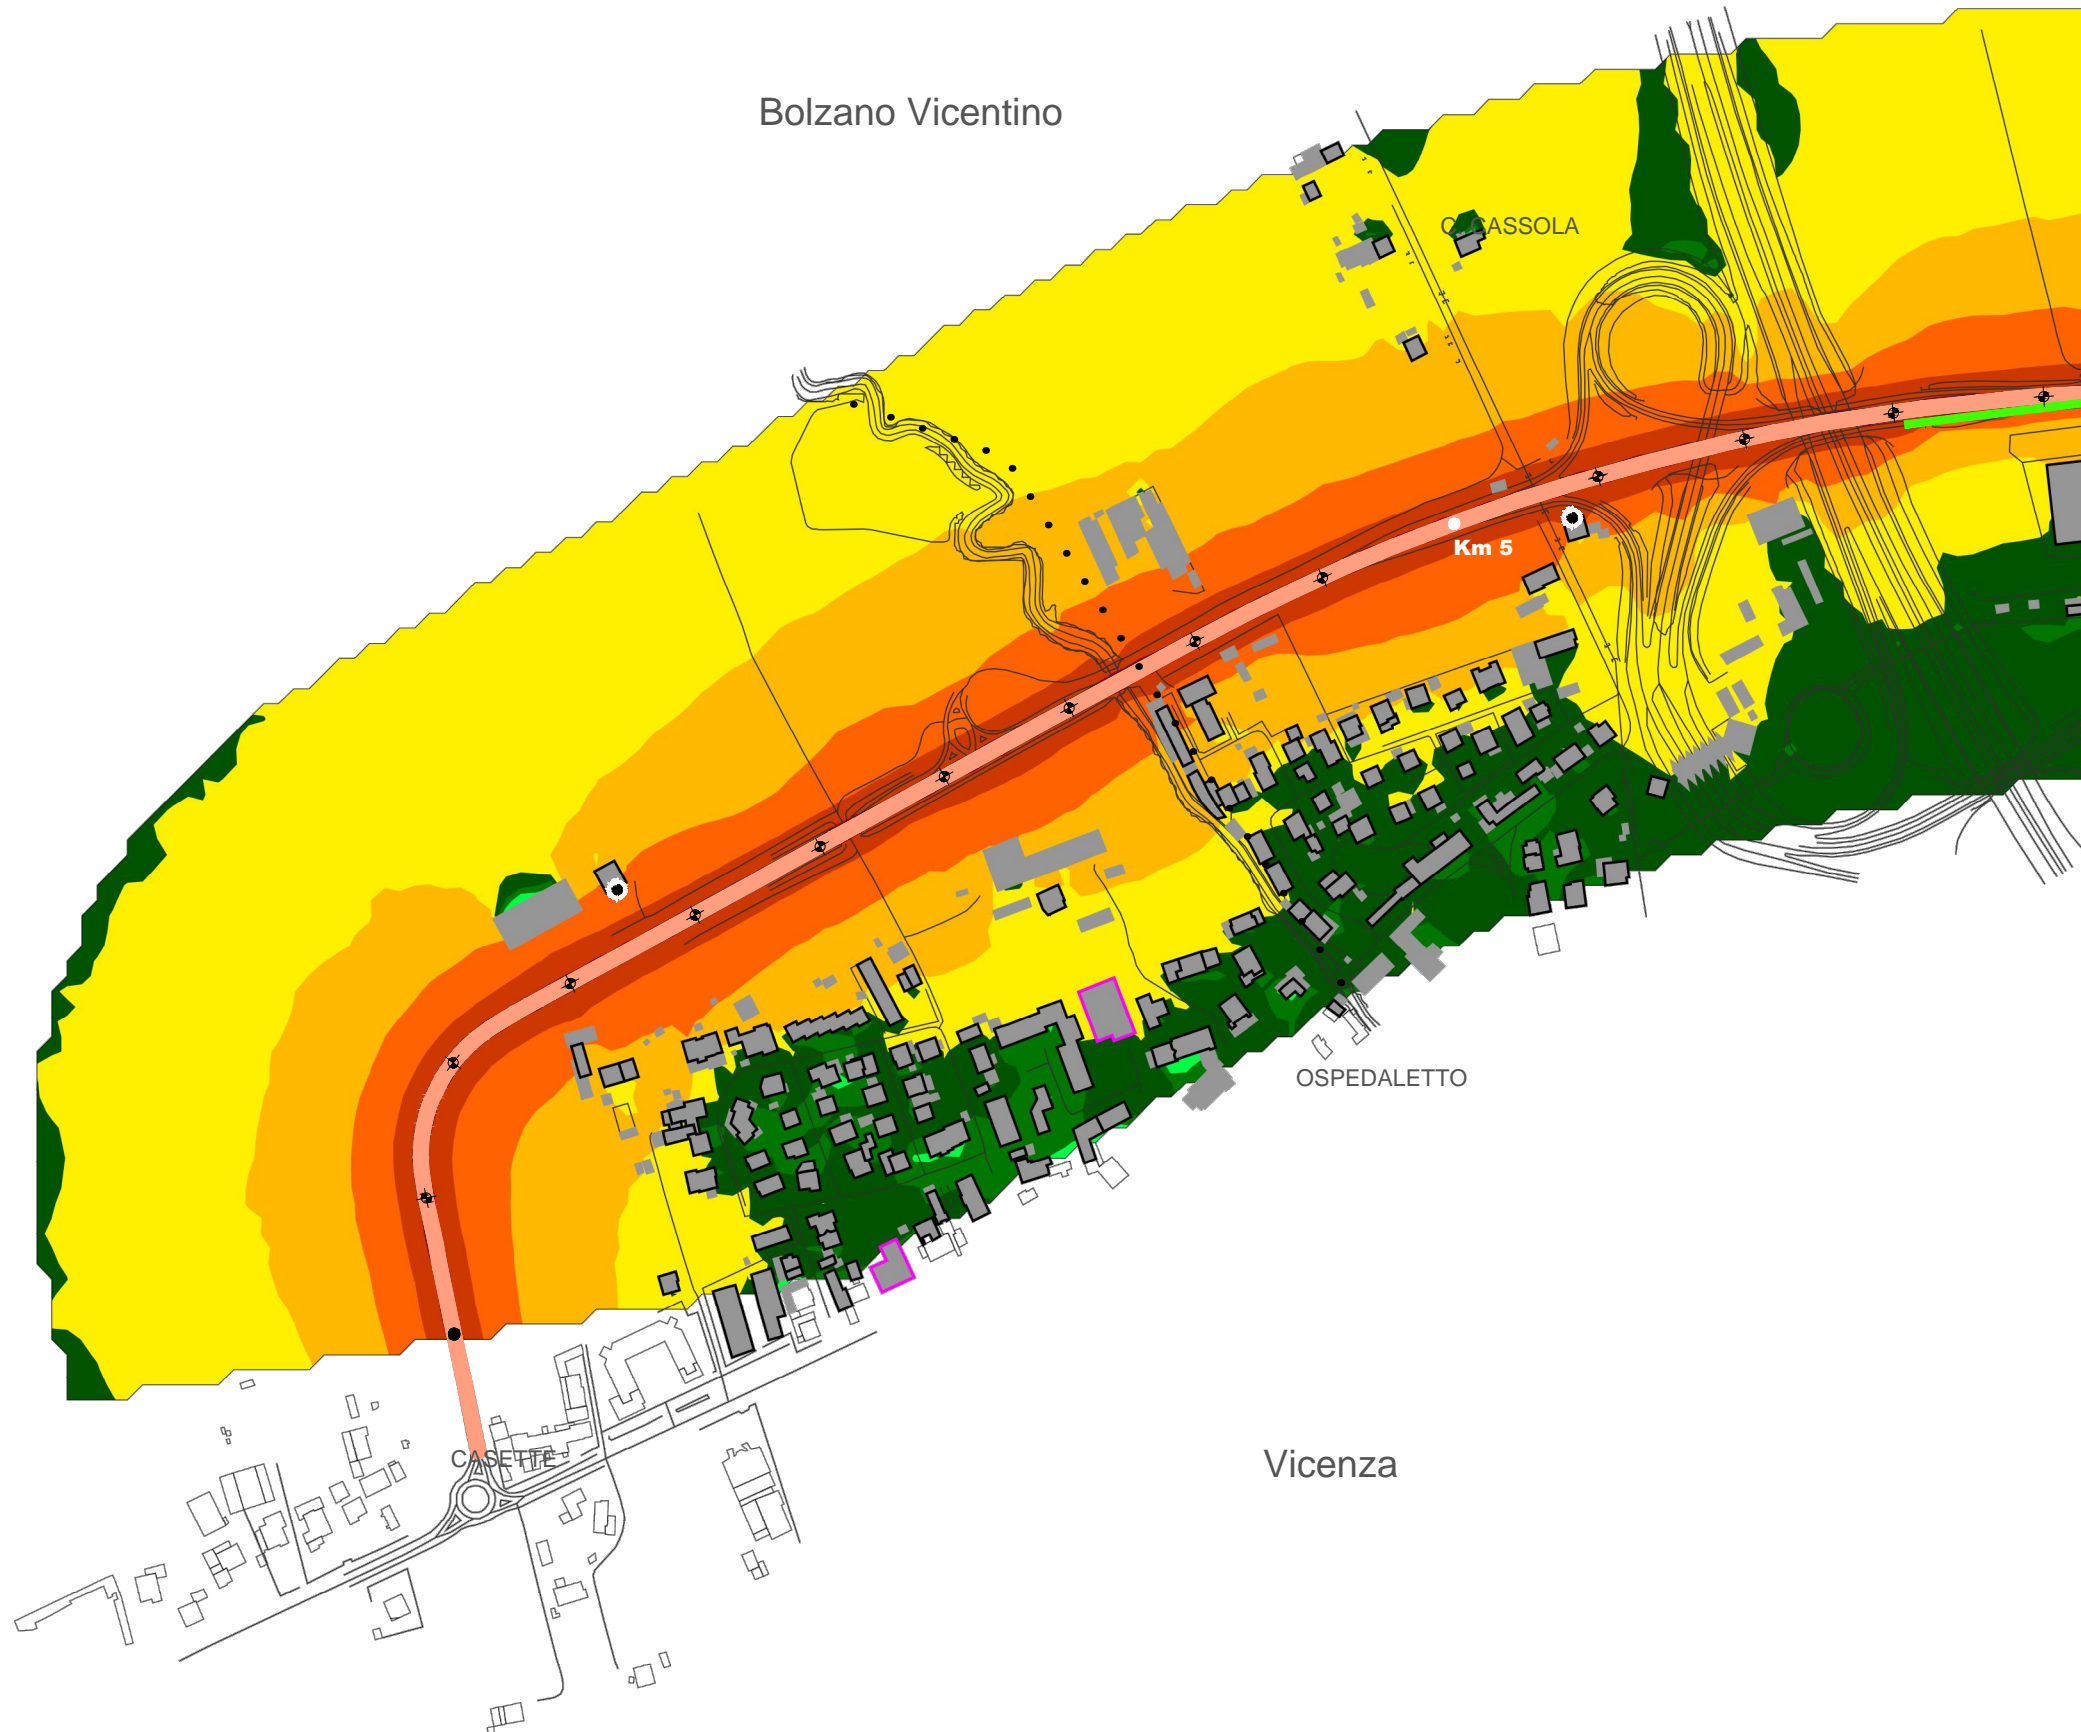 Bolzano Vicentino
C. CASSOLA
Km 5
OSPEDALETTO
CASETTE
Vicenza